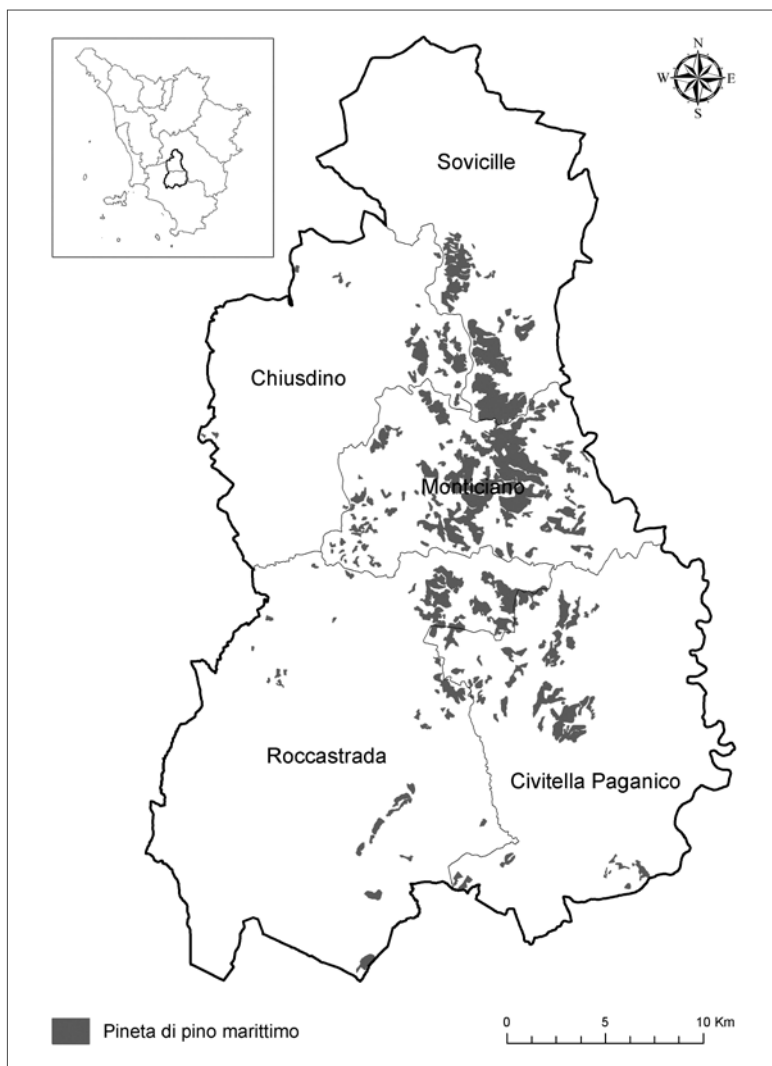 N
W E
S
Sovicille
Chiusdino
Monticiano
Roccastrada
Civitella Paganico
Pineta di pino marittimo
0 5 10 Km